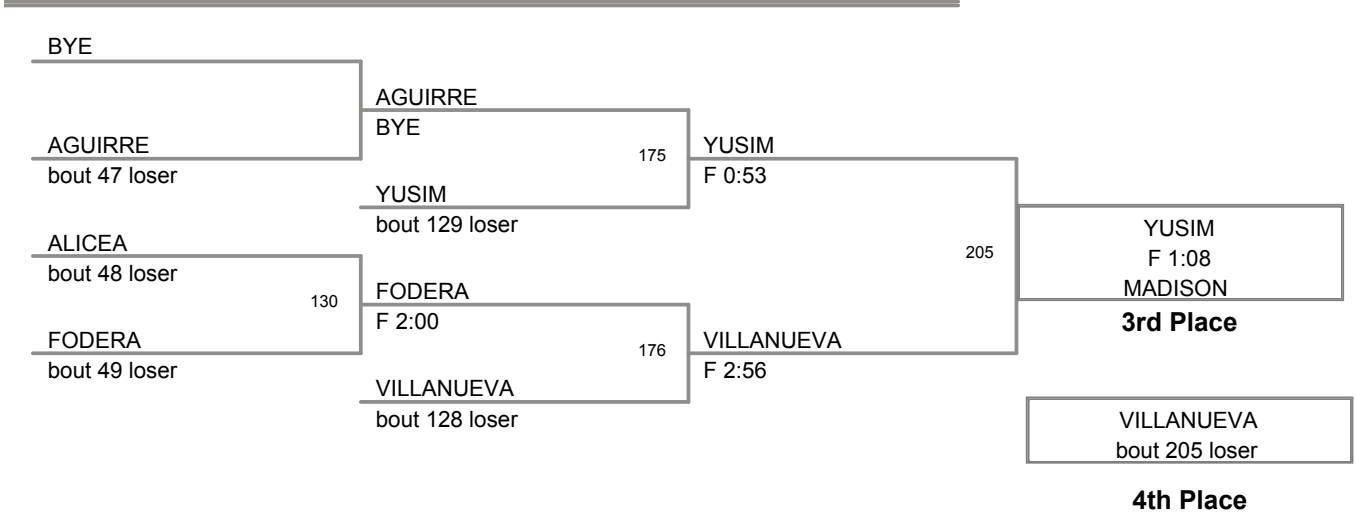 BYE
AGUIRRE
BYE
AGUIRRE
bout 47 loser
175
YUSIM
F 0:53
YUSIM
bout 129 loser
ALICEA
bout 48 loser
205
YUSIM
F 1:08
MADISON
3rd Place
130
FODERA
F 2:00
FODERA
bout 49 loser
176
VILLANUEVA
F 2:56
VILLANUEVA
bout 128 loser
VILLANUEVA
bout 205 loser
4th Place